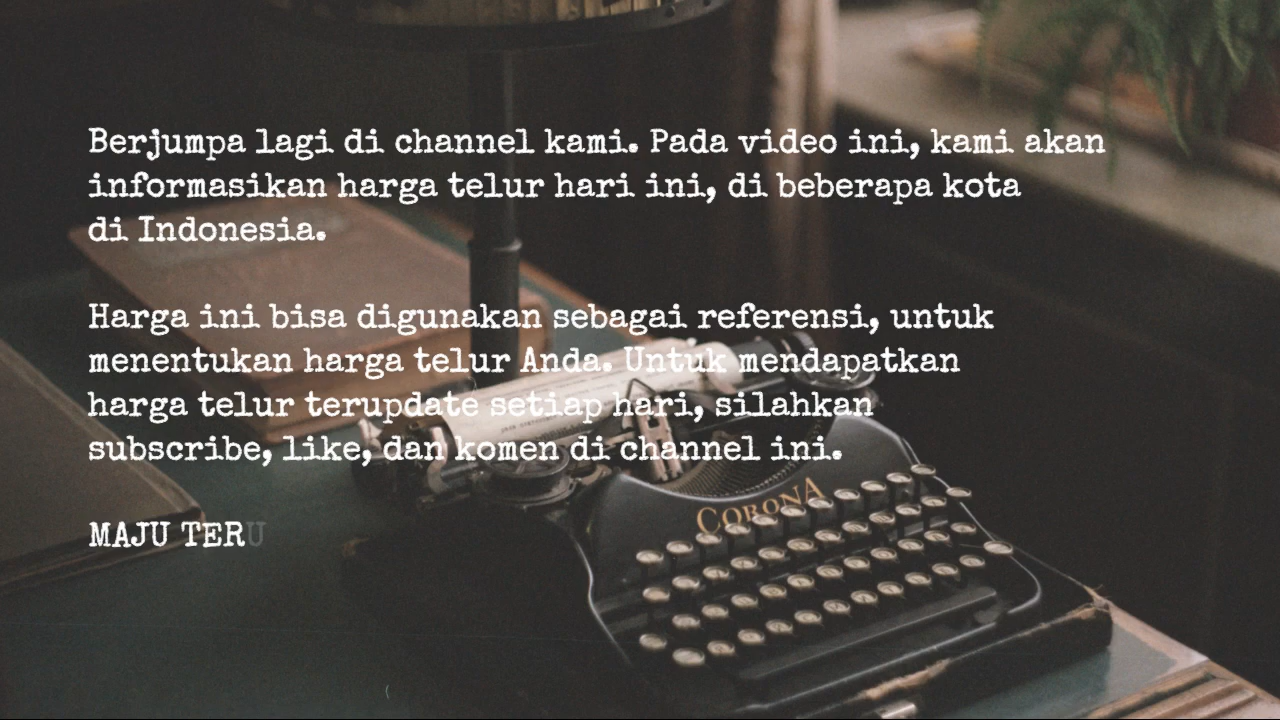 Berjumpa lagi di channel kami. Pada video ini, kami akan
informasikan harga telur hari ini, di beberapa kota
di Indonesia.
Harga ini bisa digunakan sebagai referensi, untuk
menentukan harga telur Anda. Untuk mendapatkan
harga telur terupdate setiap hari, silahkan
subscribe, like, dan komen di channel ini.
MAJU TERU
CORONA